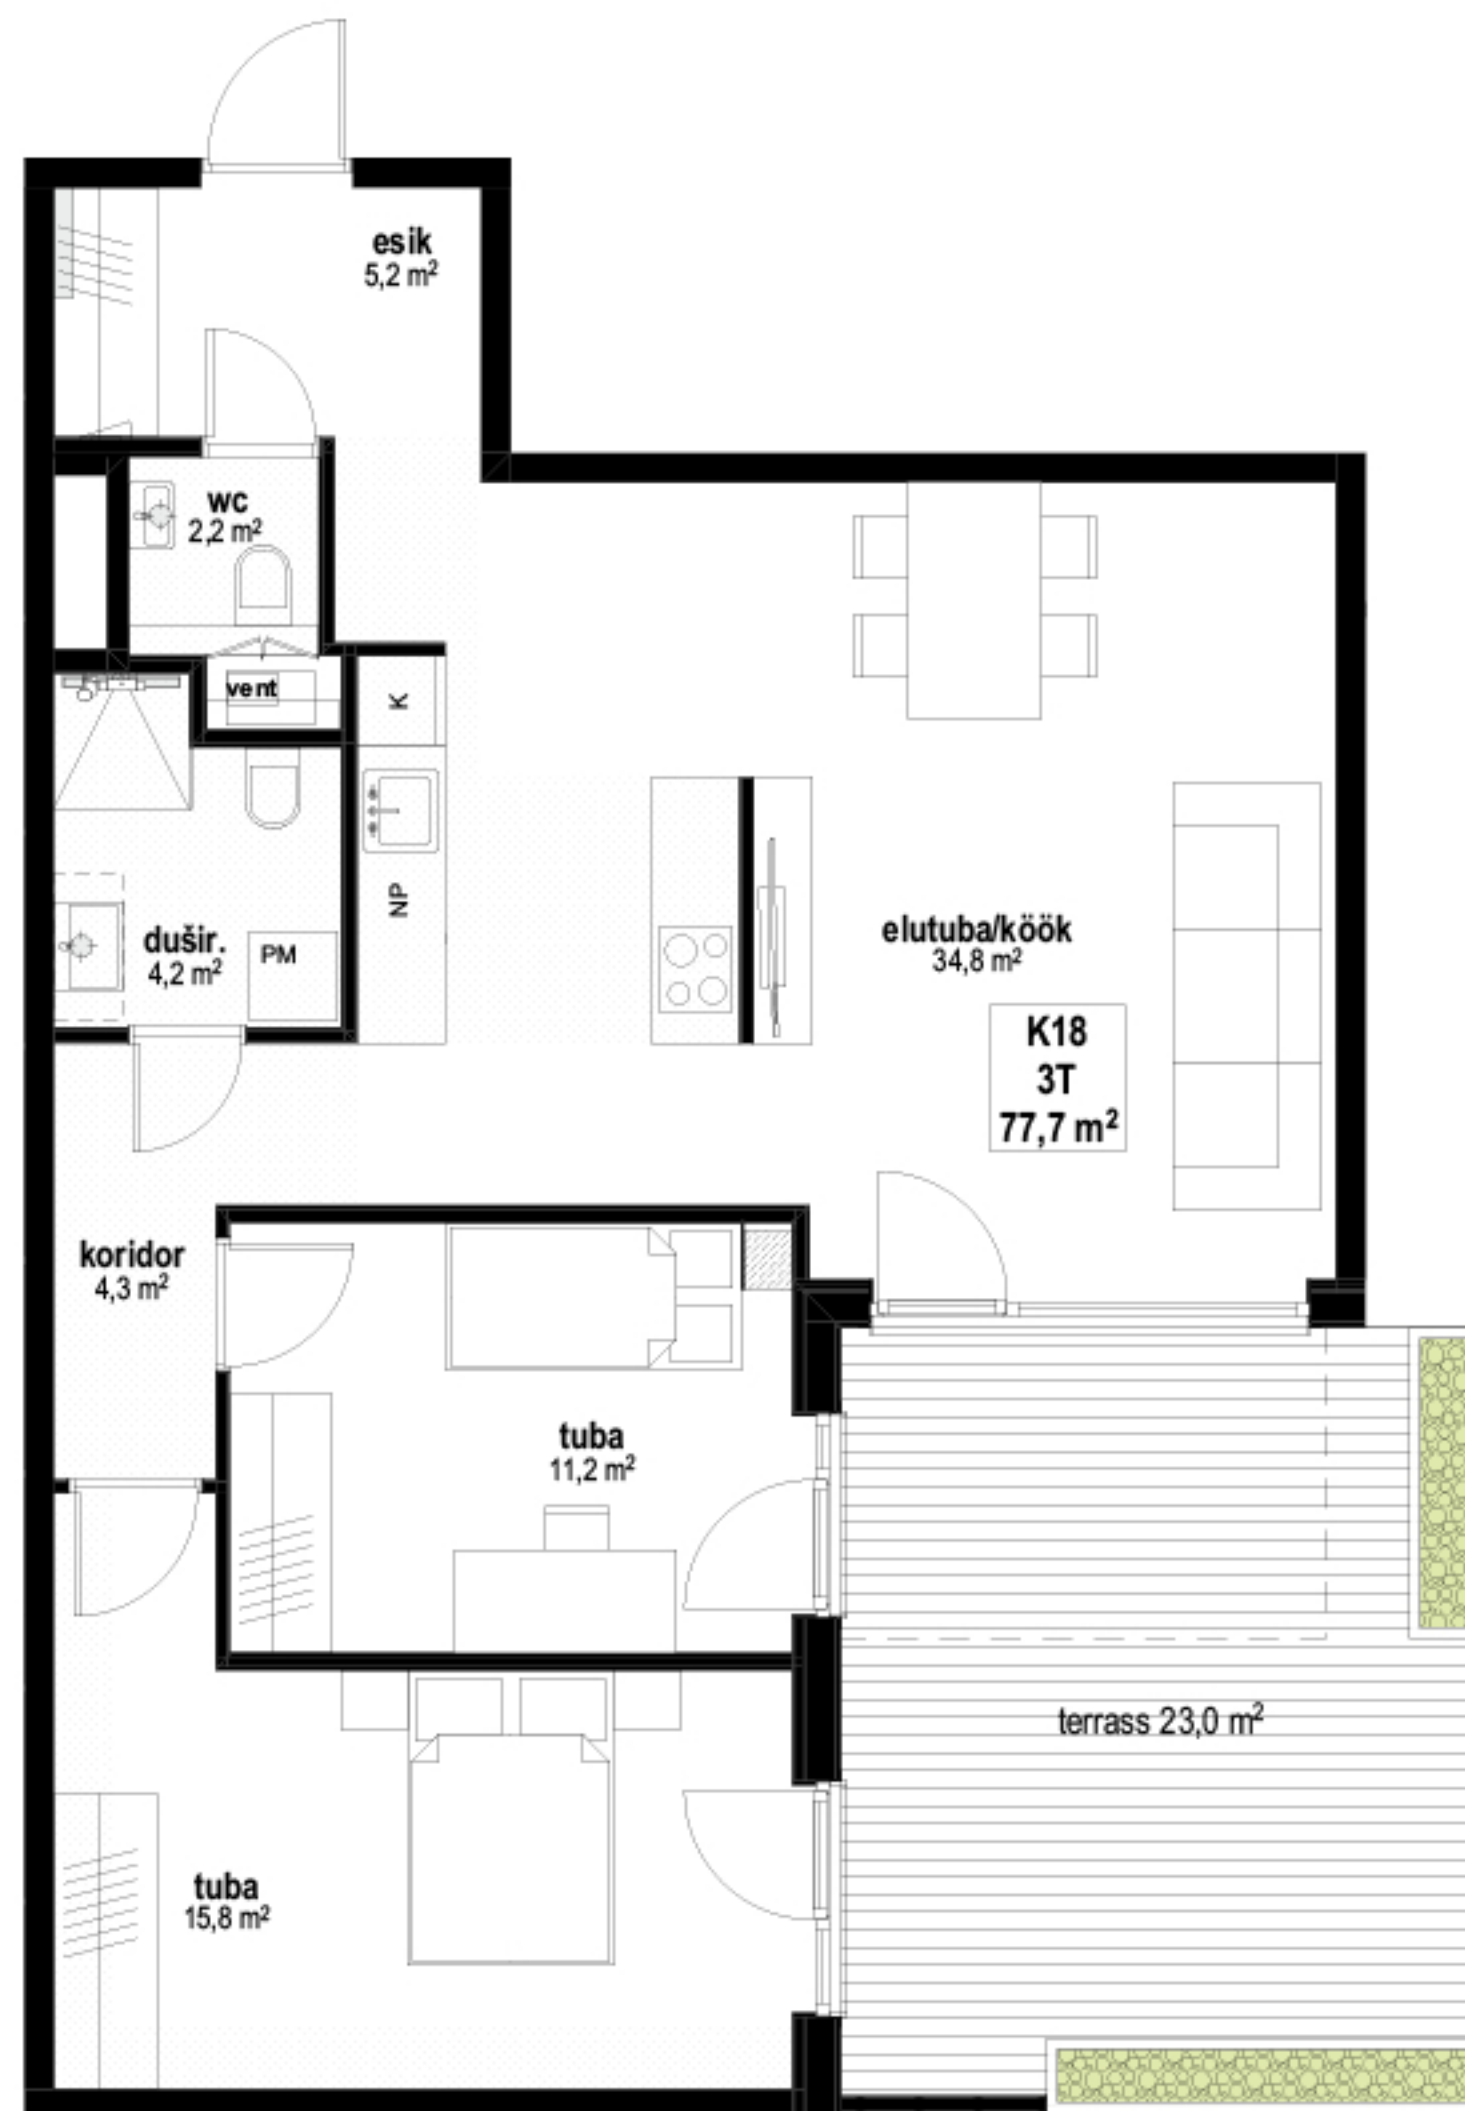 esik
5,2 m²
wc
2,2 m²
vent
K
NP
dušir.
4,2 m²
PM
elutuba/köök
34,8 m²
K18
3T
77,7 m²
koridor
4,3 m²
tuba
11,2 m²
terrass 23,0 m²
tuba
15,8 m²